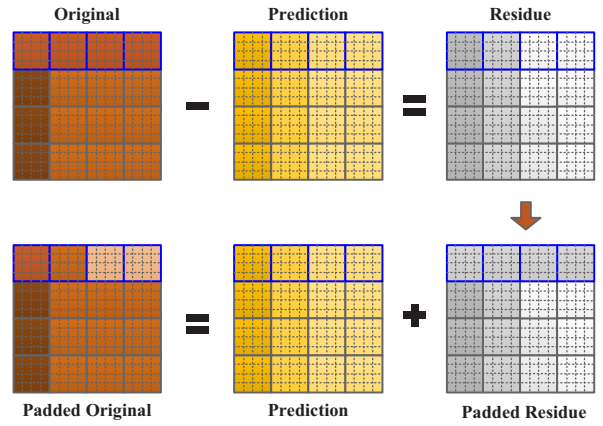 Original
Prediction
Residue
Padded Original
Prediction
Padded Residue